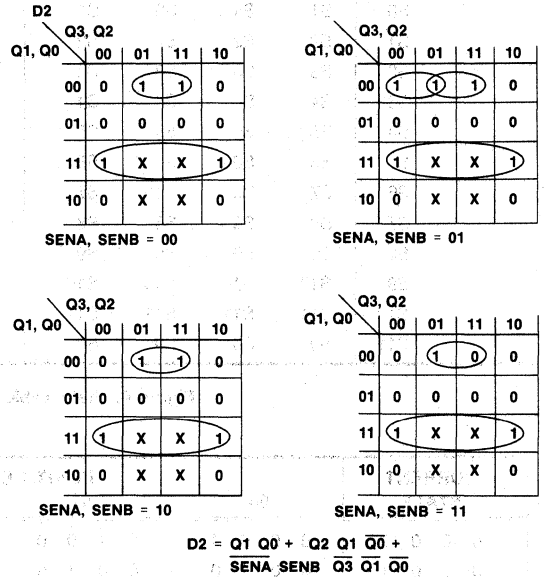 D2
Q3, Q2
Q1, Q0 00 01 11 10
00 0 1 1 0
01 0 0 0 0
11 1 X X 1
10 0 X X 0
SENA, SENB = 00
Q3, Q2
Q1, Q0 00 01 11 10
00 1 1 1 0
01 0 0 0 0
11 1 X X 1
10 0 X X 0
SENA, SENB = 01
Q3, Q2
Q1, Q0 00 01 11 10
00 0 1 1 0
01 0 0 0 0
11 1 X X 1
10 0 X X 0
SENA, SENB = 10
Q3, Q2
Q1, Q0 00 01 11 10
00 0 1 0 0
01 0 0 0 0
11 1 X X 1
10 0 X X 0
SENA, SENB = 11
D2 = Q1 Q0 + Q2 Q1 Q̅0̅ +
S̅E̅N̅A̅ SENB Q̅3̅ Q̅1̅ Q̅0̅